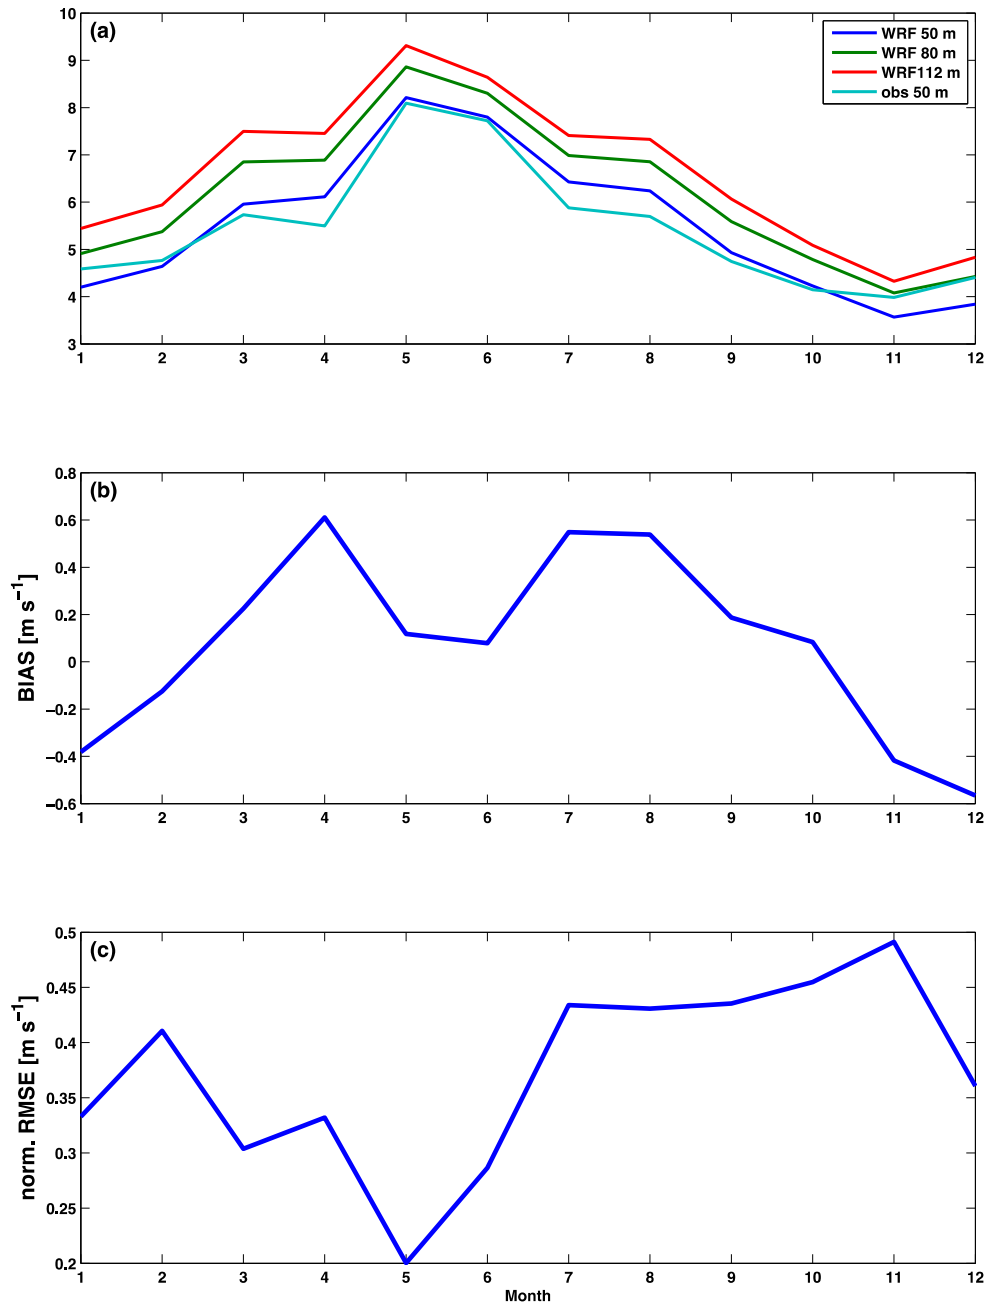 (a)
WRF 50 m
WRF 80 m
WRF112 m
obs 50 m
10
9
8
7
6
5
4
3
1 2 3 4 5 6 7 8 9 10 11 12
(b)
BIAS [m s⁻¹]
0.8
0.6
0.4
0.2
0
−0.2
−0.4
−0.6
1 2 3 4 5 6 7 8 9 10 11 12
(c)
norm. RMSE [m s⁻¹]
0.5
0.45
0.4
0.35
0.3
0.25
0.2
1 2 3 4 5 6 7 8 9 10 11 12
Month